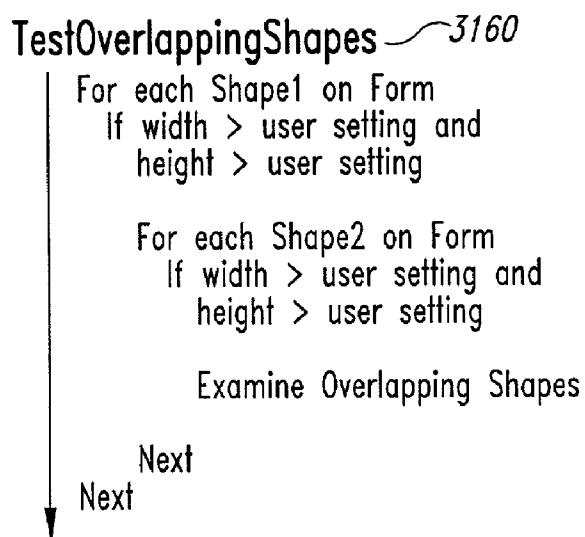 TestOverlappingShapes 3160
For each Shape1 on Form
If width > user setting and
height > user setting
For each Shape2 on Form
If width > user setting and
height > user setting
Examine Overlapping Shapes
Next
Next